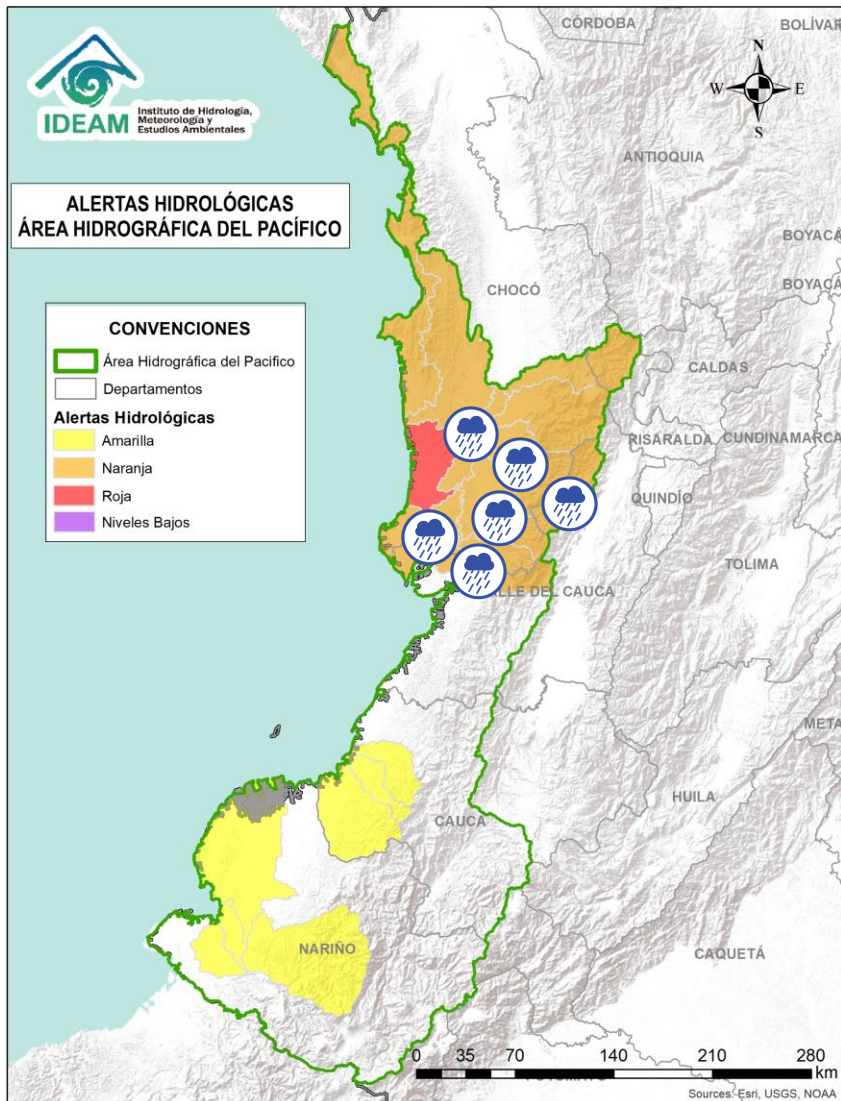 IDEAM
Instituto de Hidrología,
Meteorología y
Estudios Ambientales
ALERTAS HIDROLÓGICAS
ÁREA HIDROGRÁFICA DEL PACÍFICO
CONVENCIONES
Área Hidrográfica del Pacifico
Departamentos
Alertas Hidrológicas
Amarilla
Naranja
Roja
Niveles Bajos
N
W
E
S
CÓRDOBA
BOLÍVAR
ANTIOQUIA
BOYACÁ
BOYACÁ
CHOCÓ
CALDAS
RISARALDA
CUNDINAMARCA
QUINDÍO
TOLIMA
ALLE DEL CAUCA
META
HUILA
CAUCA
NARIÑO
CAQUETÁ
0 35 70 140 210 280
km
Sources: Esri, USGS, NOAA